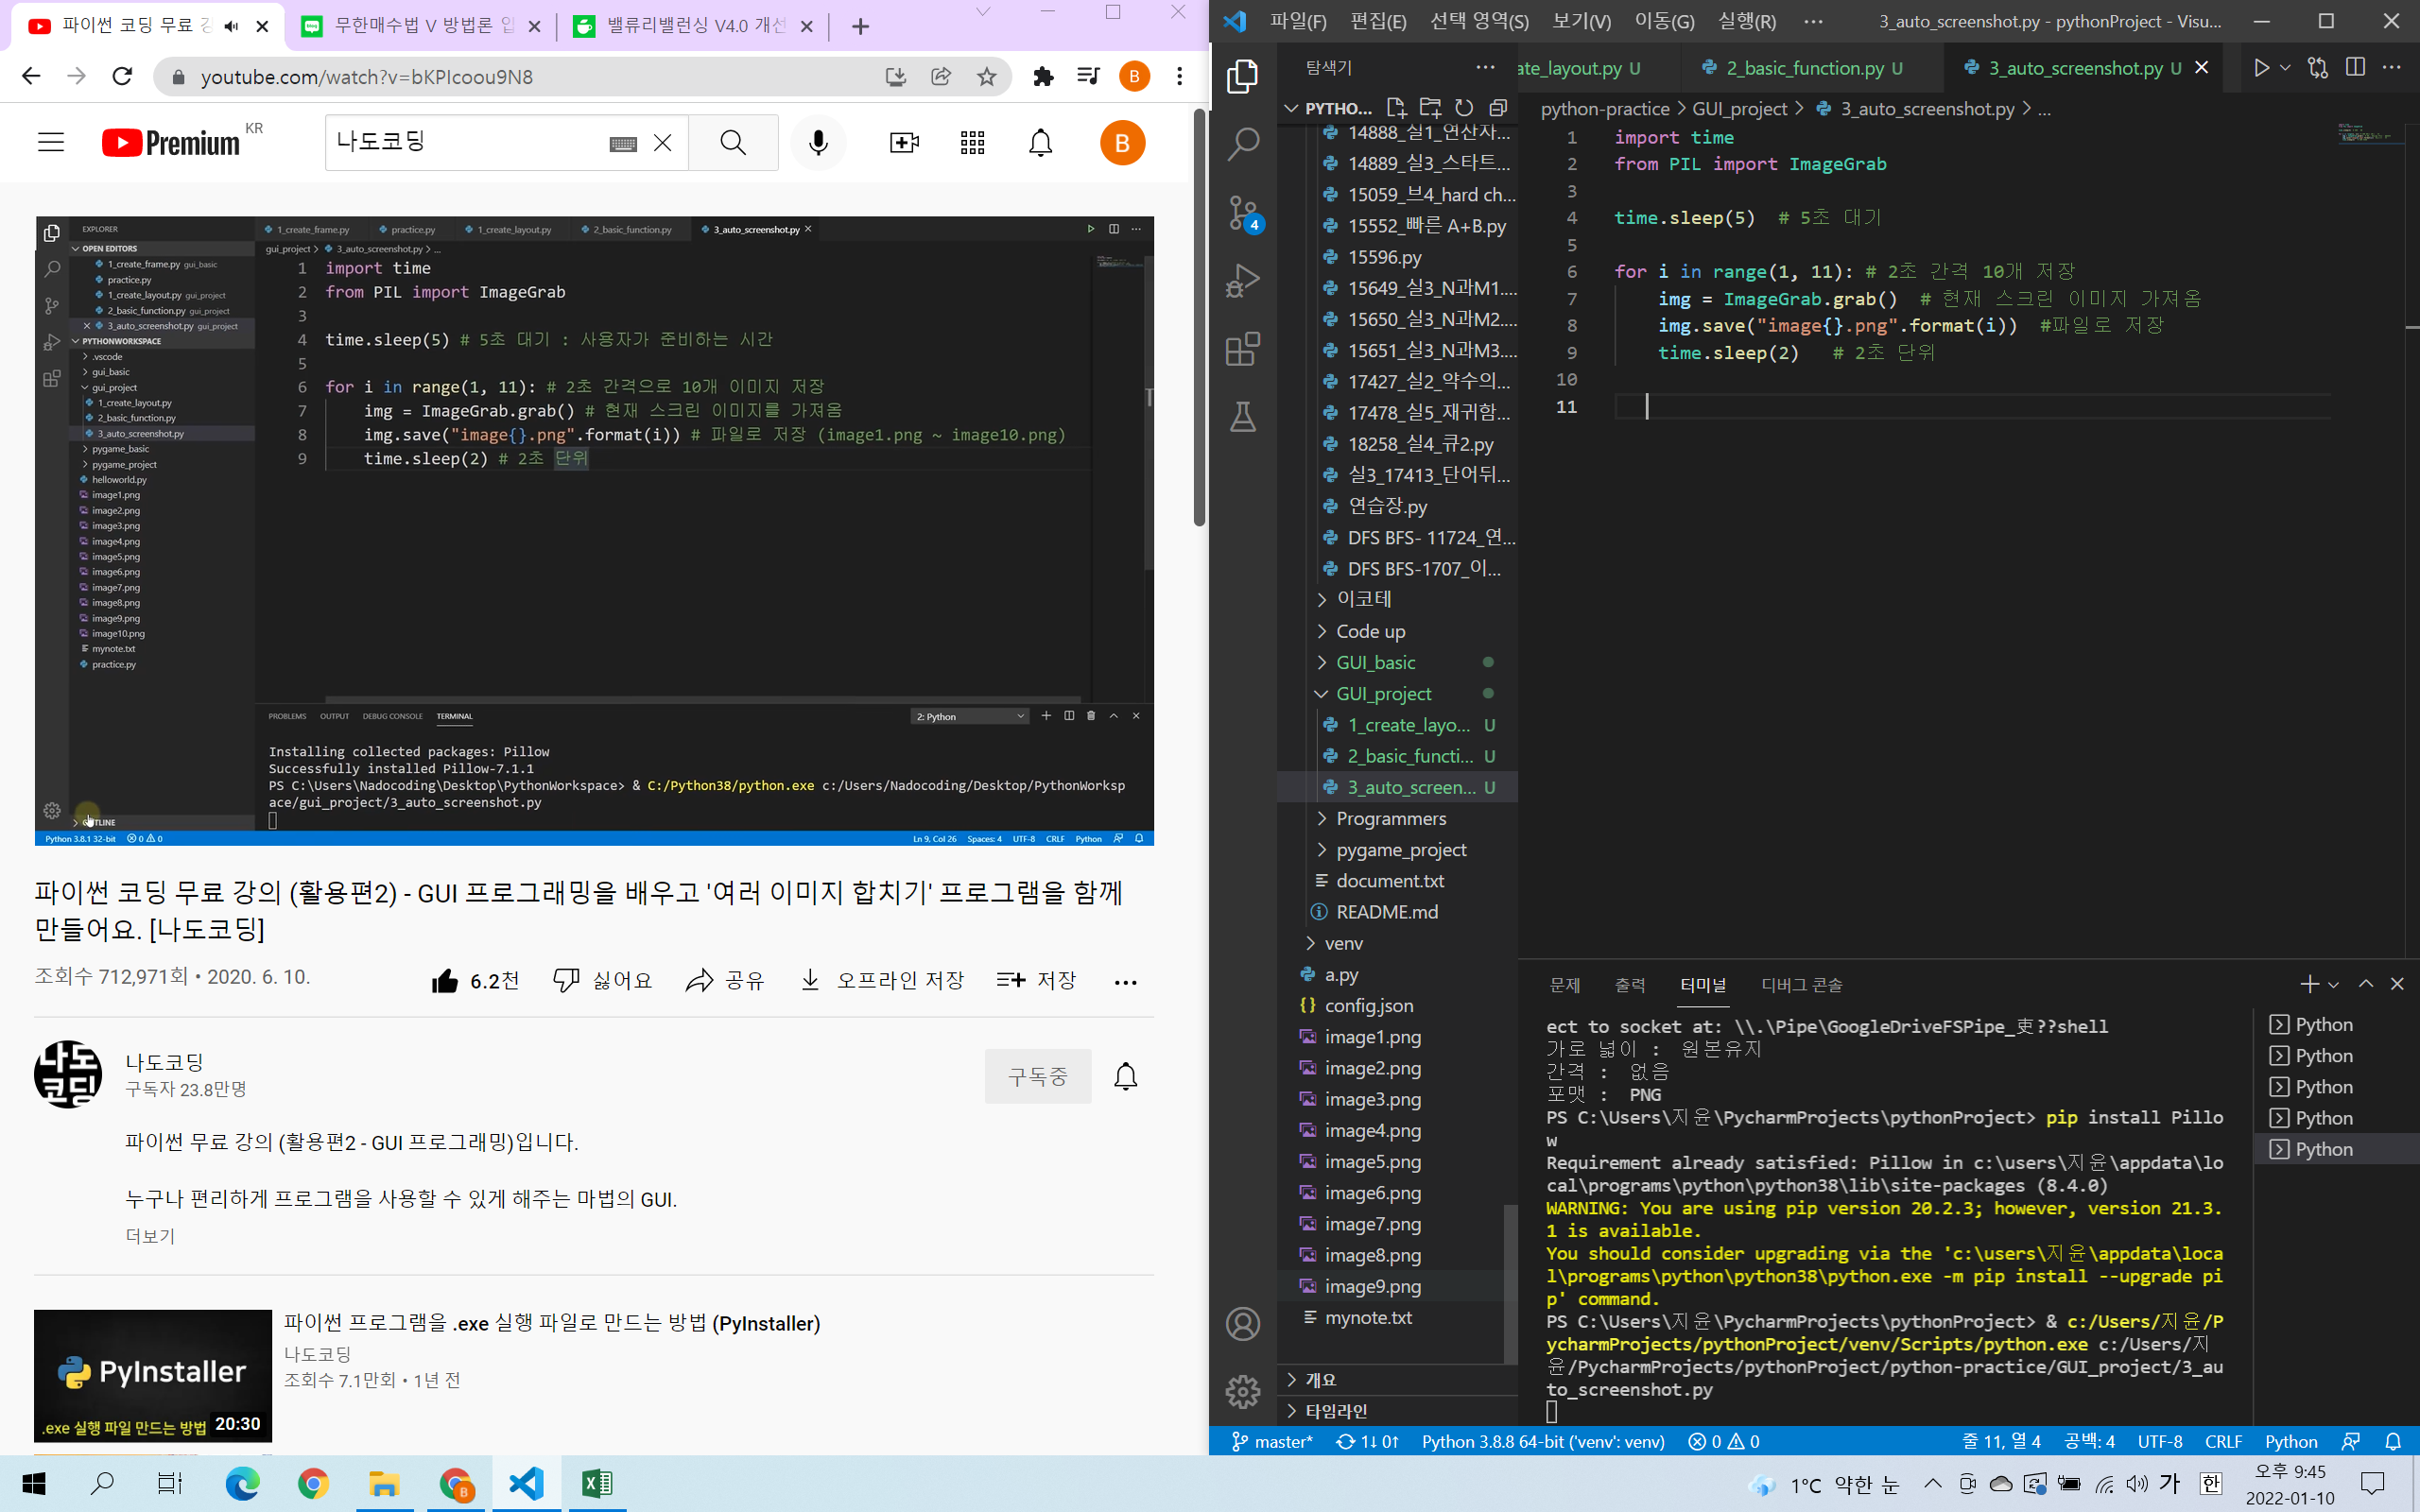 파이썬 코딩 무료 강
무한매수법 V 방법론 입
밸류리밸런싱 V4.0 개선
youtube.com/watch?v=bKPIcoou9N8
B
Premium KR
나도코딩
B
EXPLORER
OPEN EDITORS
1_create_frame.py gui_basic
practice.py
1_create_layout.py gui_project
2_basic_function.py gui_project
3_auto_screenshot.py gui_project
PYTHONWORKSPACE
.vscode
gui_basic
gui_project
1_create_layout.py
2_basic_function.py
3_auto_screenshot.py
pygame_basic
pygame_project
helloworld.py
image1.png
image2.png
image3.png
image4.png
image5.png
image6.png
image7.png
image8.png
image9.png
image10.png
mynote.txt
practice.py
1_create_frame.py practice.py 1_create_layout.py 2_basic_function.py 3_auto_screenshot.py
gui_project > 3_auto_screenshot.py > ...
1 import time
2 from PIL import ImageGrab
3
4 time.sleep(5) # 5초 대기 : 사용자가 준비하는 시간
5
6 for i in range(1, 11): # 2초 간격으로 10개 이미지 저장
7 img = ImageGrab.grab() # 현재 스크린 이미지를 가져옴
8 img.save("image{}.png".format(i)) # 파일로 저장 (image1.png ~ image10.png)
9 time.sleep(2) # 2초 단위
PROBLEMS OUTPUT DEBUG CONSOLE TERMINAL 2: Python
Installing collected packages: Pillow
Successfully installed Pillow-7.1.1
PS C:\Users\Nadocoding\Desktop\PythonWorkspace> & C:/Python38/python.exe c:/Users/Nadocoding/Desktop/PythonWorksp
ace/gui_project/3_auto_screenshot.py
Python 3.8.1 32-bit 0 0 Ln 9, Col 26 Spaces: 4 UTF-8 CRLF Python
파이썬 코딩 무료 강의 (활용편2) - GUI 프로그래밍을 배우고 '여러 이미지 합치기' 프로그램을 함께
만들어요. [나도코딩]
조회수 712,971회 • 2020. 6. 10.
6.2천 싫어요 공유 오프라인 저장 저장
나도코딩
나도코딩
구독자 23.8만명
구독중
파이썬 무료 강의 (활용편2 - GUI 프로그래밍)입니다.
누구나 편리하게 프로그램을 사용할 수 있게 해주는 마법의 GUI.
더보기
PyInstaller
.exe 실행 파일 만드는 방법 20:30
파이썬 프로그램을 .exe 실행 파일로 만드는 방법 (PyInstaller)
나도코딩
조회수 7.1만회 • 1년 전
파일(F) 편집(E) 선택 영역(S) 보기(V) 이동(G) 실행(R) ··· 3_auto_screenshot.py - pythonProject - Visu...
탐색기
4
PYTHO...
14888_실1_연산자...
14889_실3_스타트...
15059_브4_hard ch...
15552_빠른 A+B.py
15596.py
15649_실3_N과M1....
15650_실3_N과M2....
15651_실3_N과M3....
17427_실2_약수의...
17478_실5_재귀함...
18258_실4_큐2.py
실3_17413_단어뒤...
연습장.py
DFS BFS- 11724_연...
DFS BFS-1707_이...
이코테
Code up
GUI_basic
GUI_project
1_create_layo... U
2_basic_functi... U
3_auto_screen... U
Programmers
pygame_project
document.txt
README.md
venv
a.py
config.json
image1.png
image2.png
image3.png
image4.png
image5.png
image6.png
image7.png
image8.png
image9.png
mynote.txt
개요
타임라인
ate_layout.py U 2_basic_function.py U 3_auto_screenshot.py U
python-practice > GUI_project > 3_auto_screenshot.py > ...
1 import time
2 from PIL import ImageGrab
3
4 time.sleep(5) # 5초 대기
5
6 for i in range(1, 11): # 2초 간격 10개 저장
7 img = ImageGrab.grab() # 현재 스크린 이미지 가져옴
8 img.save("image{}.png".format(i)) #파일로 저장
9 time.sleep(2) # 2초 단위
10
11
문제 출력 터미널 디버그 콘솔
ect to socket at: \\.\Pipe\GoogleDriveFSPipe_吏??shell
가로 넓이 : 원본유지
간격 : 없음
포맷 : PNG
PS C:\Users\지윤\PycharmProjects\pythonProject> pip install Pillo
w
Requirement already satisfied: Pillow in c:\users\지윤\appdata\lo
cal\programs\python\python38\lib\site-packages (8.4.0)
WARNING: You are using pip version 20.2.3; however, version 21.3.
1 is available.
You should consider upgrading via the 'c:\users\지윤\appdata\loca
l\programs\python\python38\python.exe -m pip install --upgrade pi
p' command.
PS C:\Users\지윤\PycharmProjects\pythonProject> & c:/Users/지윤/P
ycharmProjects/pythonProject/venv/Scripts/python.exe c:/Users/지
윤/PycharmProjects/pythonProject/python-practice/GUI_project/3_au
to_screenshot.py
Python
Python
Python
Python
Python
master* 1↓ 0↑ Python 3.8.8 64-bit ('venv': venv) 0 0 줄 11, 열 4 공백: 4 UTF-8 CRLF Python
B
1°C 약한 눈 가 한 오후 9:45
2022-01-10